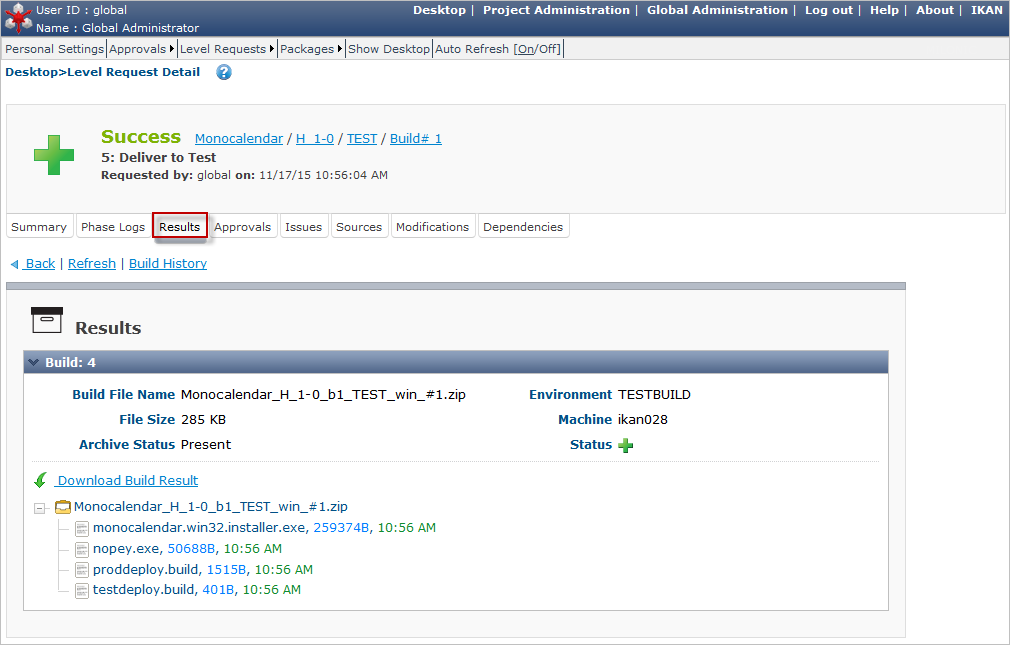 User ID : global
Desktop | Project Administration | Global Administration | Log out | Help | About | IKAN
Name : Global Administrator
Personal Settings | Approvals | Level Requests | Packages | Show Desktop | Auto Refresh [On/Off]
Desktop>Level Request Detail ?
Success Monocalendar / H_1-0 / TEST / Build# 1
5: Deliver to Test
Requested by: global on: 11/17/15 10:56:04 AM
Summary Phase Logs Results Approvals Issues Sources Modifications Dependencies
Back | Refresh | Build History
Results
Build: 4
Build File Name Monocalendar_H_1-0_b1_TEST_win_#1.zip Environment TESTBUILD
File Size 285 KB Machine ikan028
Archive Status Present Status
Download Build Result
Monocalendar_H_1-0_b1_TEST_win_#1.zip
monocalendar.win32.installer.exe, 259374B, 10:56 AM
nopey.exe, 50688B, 10:56 AM
proddeploy.build, 1515B, 10:56 AM
testdeploy.build, 401B, 10:56 AM